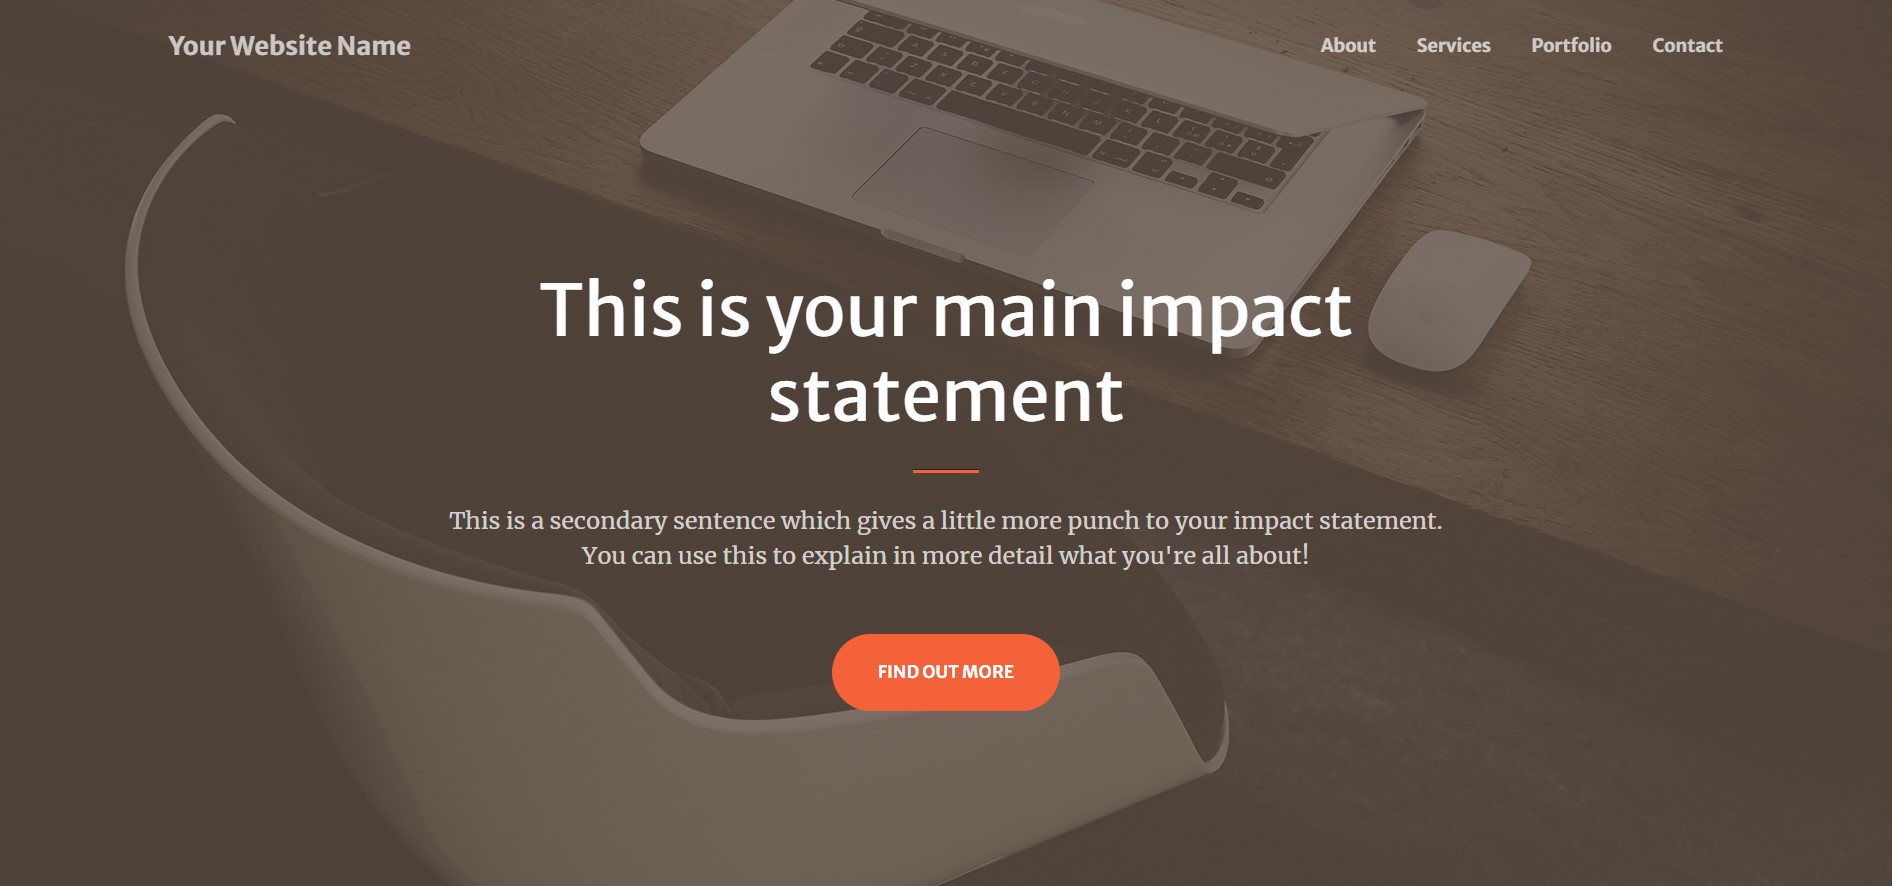 Your Website Name
About Services Portfolio Contact
This is your main impact
statement
This is a secondary sentence which gives a little more punch to your impact statement.
You can use this to explain in more detail what you're all about!
FIND OUT MORE